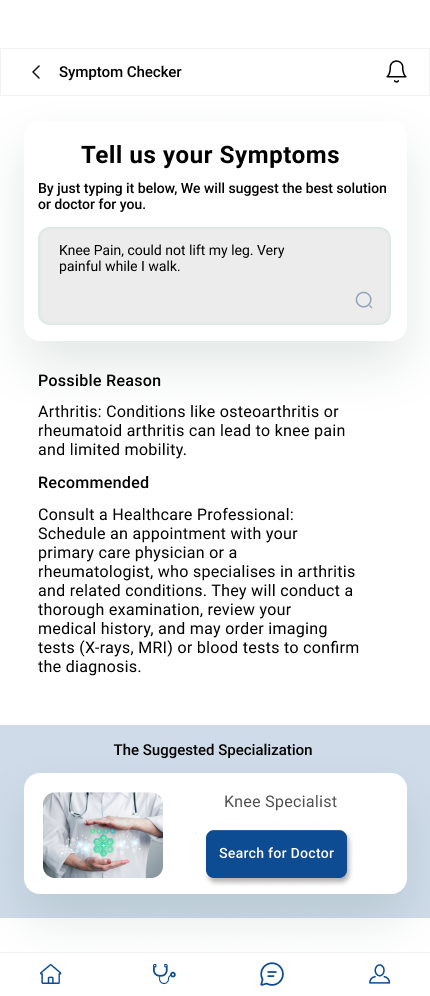 Symptom Checker
Tell us your Symptoms
By just typing it below, We will suggest the best solution
or doctor for you.
Knee Pain, could not lift my leg. Very
painful while I walk.
Possible Reason
Arthritis: Conditions like osteoarthritis or
rheumatoid arthritis can lead to knee pain
and limited mobility.
Recommended
Consult a Healthcare Professional:
Schedule an appointment with your
primary care physician or a
rheumatologist, who specialises in arthritis
and related conditions. They will conduct a
thorough examination, review your
medical history, and may order imaging
tests (X-rays, MRI) or blood tests to confirm
the diagnosis.
The Suggested Specialization
Knee Specialist
Search for Doctor